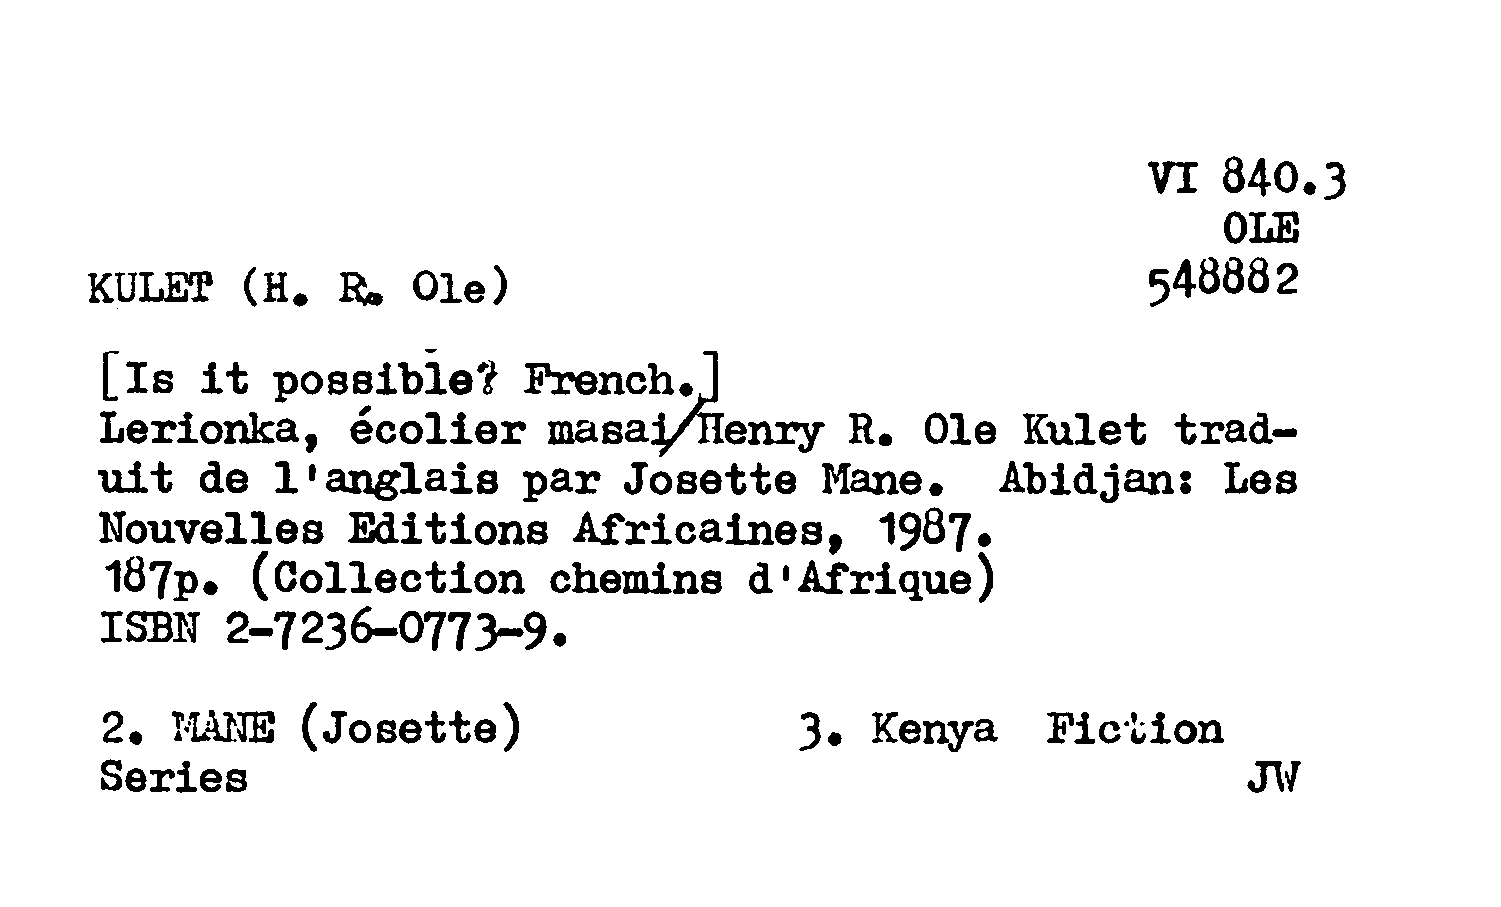 VI 840.3
OLE
548882
KULET (H. R. Ole)
[Is it possible? French.]
Lerionka, écolier masai/Henry R. Ole Kulet trad-
uit de l'anglais par Josette Mane. Abidjan: Les
Nouvelles Editions Africaines, 1987.
187p. (Collection chemins d'Afrique)
ISBN 2-7236-0773-9.
2. MANE (Josette) 3. Kenya Fiction
Series JW